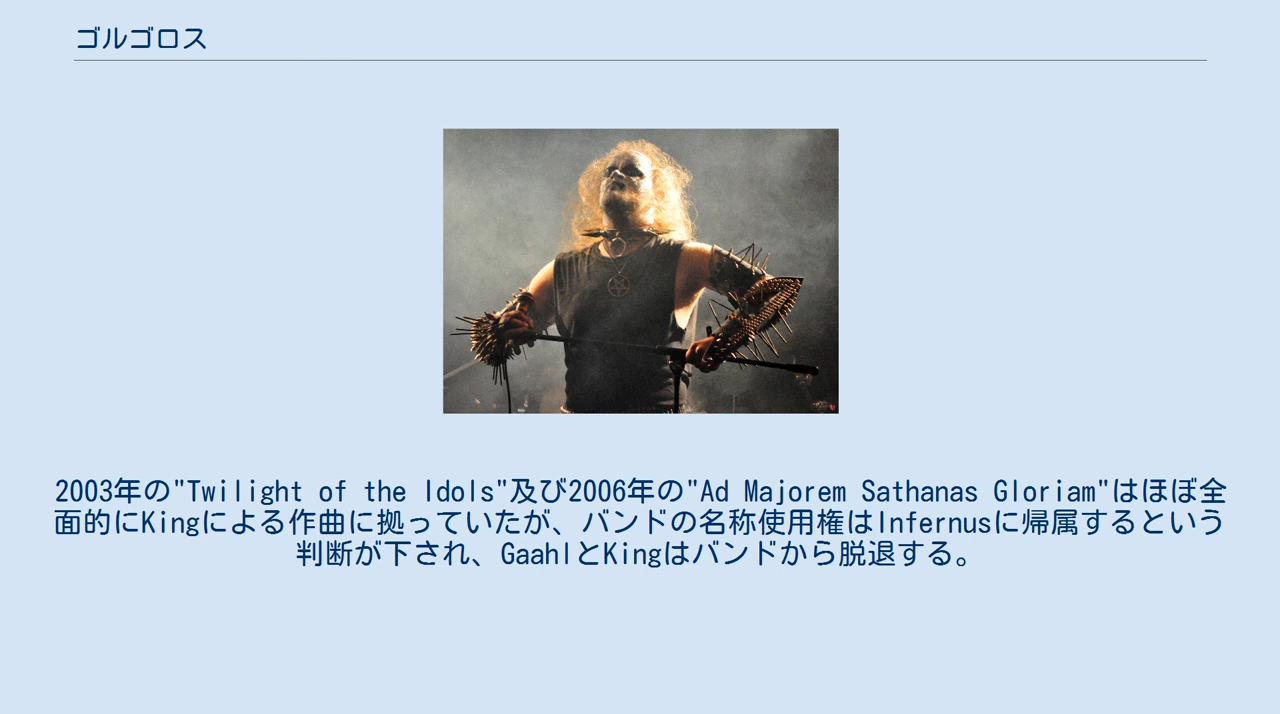 ゴルゴロス
2003年の"Twilight of the Idols"及び2006年の"Ad Majorem Sathanas Gloriam"はほぼ全
面的にKingによる作曲に拠っていたが、バンドの名称使用権はInfernusに帰属するという
判断が下され、GaahlとKingはバンドから脱退する。